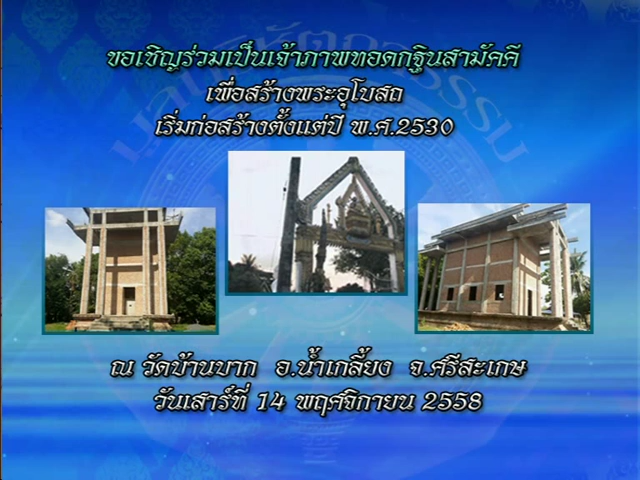 ขอเชิญร่วมเป็นเจ้าภาพทอดกฐินสามัคคี
เพื่อสร้างพระอุโบสถ
เริ่มก่อสร้างตั้งแต่ปี พ.ศ.2530
ณ วัดบ้านบาก อ.น้ำเกลี้ยง จ.ศรีสะเกษ
วันเสาร์ที่ 14 พฤศจิกายน 2558